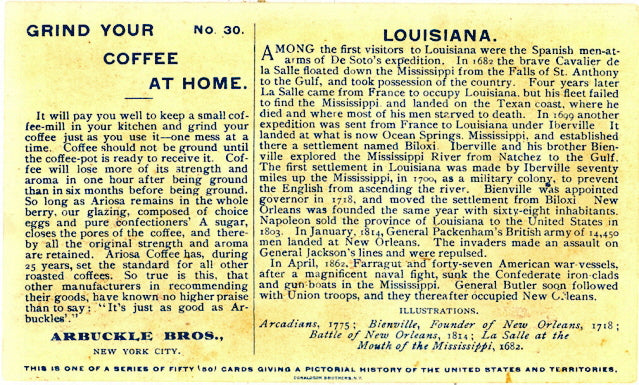 GRIND YOUR No. 30.
COFFEE
AT HOME.
It will pay you well to keep a small cof-
fee-mill in your kitchen and grind your
coffee just as you use it—one mess at a
time. Coffee should not be ground until
the coffee-pot is ready to receive it. Cof-
fee will lose more of its strength and
aroma in one hour after being ground
than in six months before being ground.
So long as Ariosa remains in the whole
berry, our glazing, composed of choice
eggs and pure confectioners' A sugar,
closes the pores of the coffee, and there-
by all the original strength and aroma
are retained. Ariosa Coffee has, during
25 years, set the standard for all other
roasted coffees. So true is this, that
other manufacturers in recommending
their goods, have known no higher praise
than to say: "It's just as good as Ar-
buckles'."
ARBUCKLE BROS.,
NEW YORK CITY.
LOUISIANA.
AMONG the first visitors to Louisiana were the Spanish men-at-
arms of De Soto's expedition. In 1682 the brave Cavalier de
la Salle floated down the Mississippi from the Falls of St. Anthony
to the Gulf, and took possession of the country. Four years later
La Salle came from France to occupy Louisiana, but his fleet failed
to find the Mississippi and landed on the Texan coast, where he
died and where most of his men starved to death. In 1699 another
expedition was sent from France to Louisiana under Iberville It
landed at what is now Ocean Springs, Mississippi, and established
there a settlement named Biloxi. Iberville and his brother Bien-
ville explored the Mississippi River from Natchez to the Gulf.
The first settlement in Louisiana was made by Iberville seventy
miles up the Mississippi, in 1700, as a military colony, to prevent
the English from ascending the river. Bienville was appointed
governor in 1718, and moved the settlement from Biloxi New
Orleans was founded the same year with sixty-eight inhabitants.
Napoleon sold the province of Louisiana to the United States in
1803. In January, 1814, General Packenham's British army of 14,450
men landed at New Orleans. The invaders made an assault on
General Jackson's lines and were repulsed.
In April, 1862, Farragut and forty-seven American war-vessels,
after a magnificent naval fight, sunk the Confederate iron-clads
and gun-boats in the Mississippi. General Butler soon followed
with Union troops, and they thereafter occupied New Orleans.
ILLUSTRATIONS.
Arcadians, 1775; Bienville, Founder of New Orleans, 1718;
Battle of New Orleans, 1814; La Salle at the
Mouth of the Mississippi, 1682.
THIS IS ONE OF A SERIES OF FIFTY (50) CARDS GIVING A PICTORIAL HISTORY OF THE UNITED STATES AND TERRITORIES.
DONALDSON BROTHERS, N.Y.